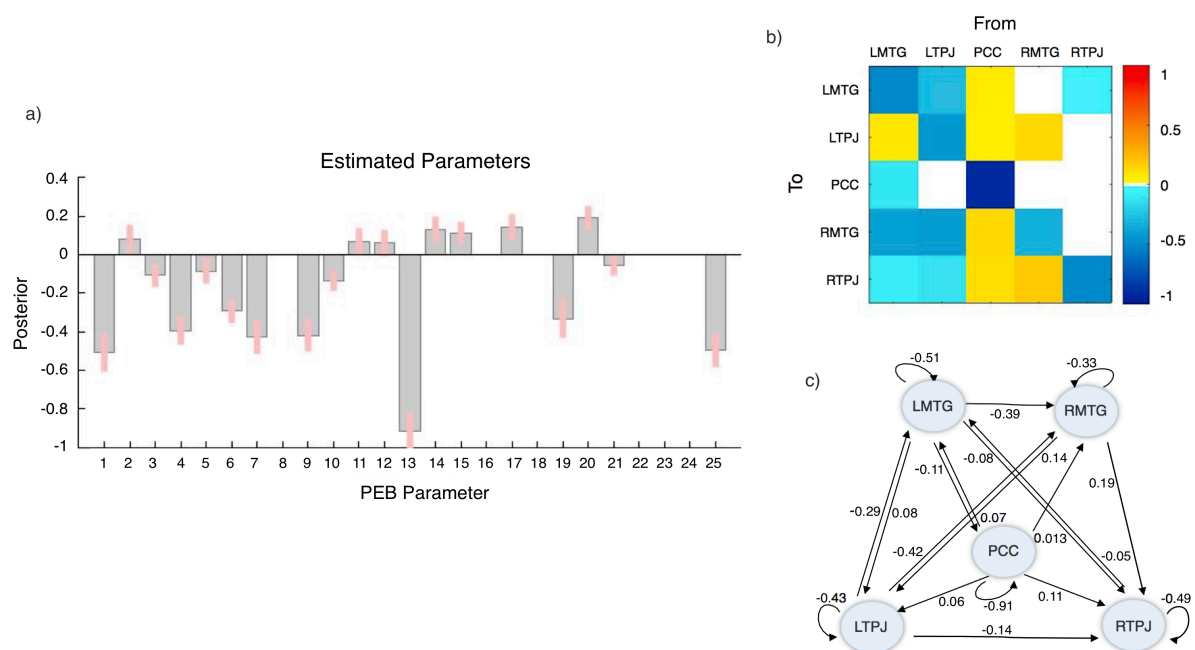 a)
Estimated Parameters
0.4
0.2
0
-0.2
-0.4
-0.6
-0.8
-1
Posterior
1 2 3 4 5 6 7 8 9 10 11 12 13 14 15 16 17 18 19 20 21 22 23 24 25
PEB Parameter
b)
From
LMTG LTPJ PCC RMTG RTPJ
To
LMTG
LTPJ
PCC
RMTG
RTPJ
1
0.5
0
-0.5
-1
c)
-0.51
-0.33
LMTG
RMTG
-0.39
-0.11
-0.08
0.14
0.19
-0.29
0.08
0.07
0.013
-0.42
PCC
-0.05
-0.43
0.06
-0.91
0.11
-0.49
LTPJ
-0.14
RTPJ